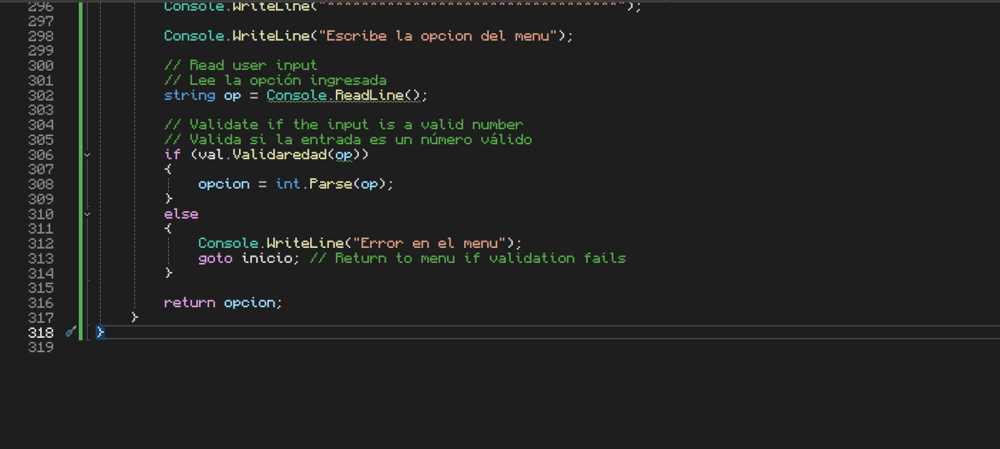 296 Console.WriteLine("^^^^^^^^^^^^^^^^^^^^^^^^^^^^^^^^^^");
297
298 Console.WriteLine("Escribe la opcion del menu");
299
300 // Read user input
301 // Lee la opción ingresada
302 string op = Console.ReadLine();
303
304 // Validate if the input is a valid number
305 // Valida si la entrada es un número válido
306 if (val.Validaredad(op))
307 {
308 opcion = int.Parse(op);
309 }
310 else
311 {
312 Console.WriteLine("Error en el menu");
313 goto inicio; // Return to menu if validation fails
314 }
315
316 return opcion;
317 }
318 }
319